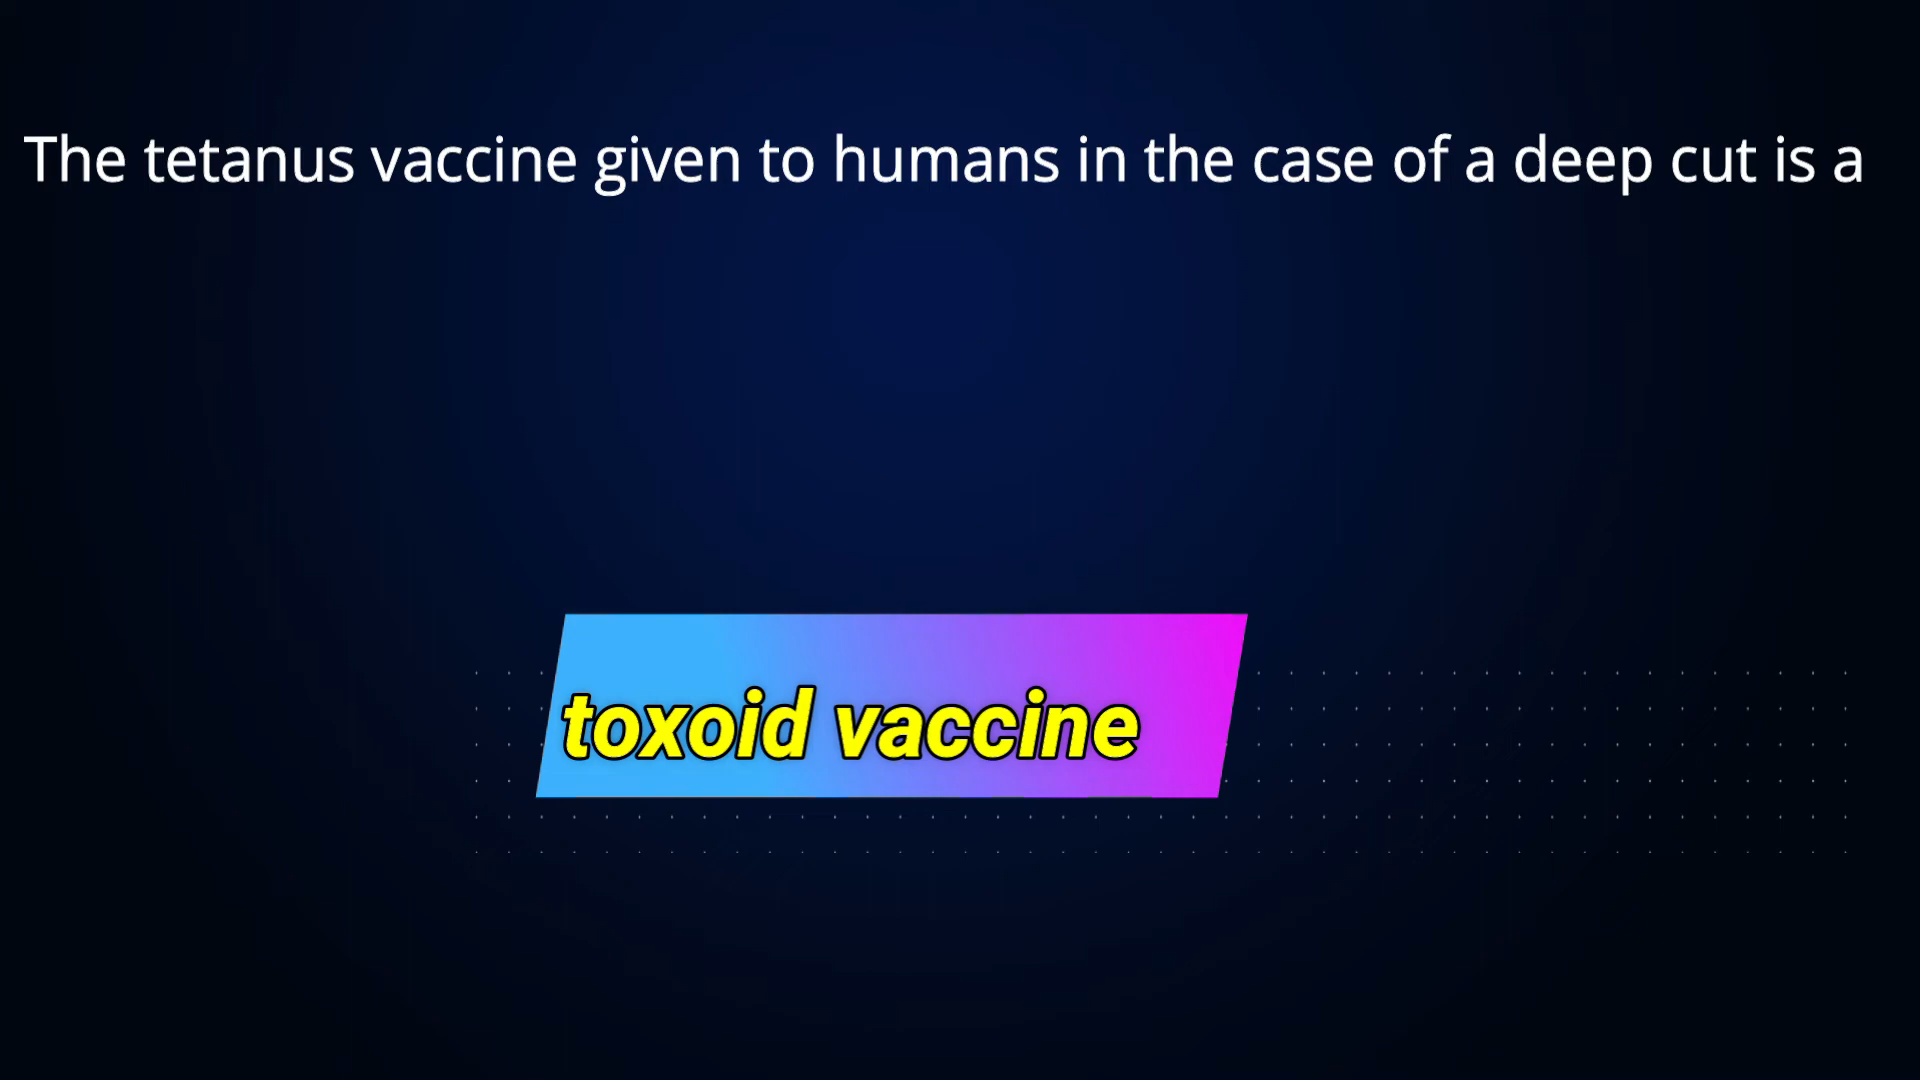 The tetanus vaccine given to humans in the case of a deep cut is a
toxoid vaccine